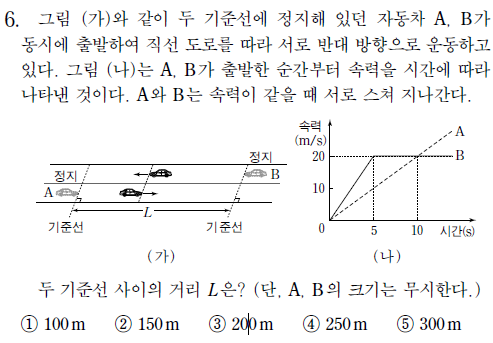 6. 그림 (가)와 같이 두 기준선에 정지해 있던 자동차 A, B가
동시에 출발하여 직선 도로를 따라 서로 반대 방향으로 운동하고
있다. 그림 (나)는 A, B가 출발한 순간부터 속력을 시간에 따라
나타낸 것이다. A와 B는 속력이 같을 때 서로 스쳐 지나간다.
정지
A
정지
B
L
기준선
기준선
(가)
속력
(m/s)
20
10
0
5
10
시간(s)
A
B
(나)
두 기준선 사이의 거리 L은? (단, A, B의 크기는 무시한다.)
① 100m ② 150m ③ 200m ④ 250m ⑤ 300m